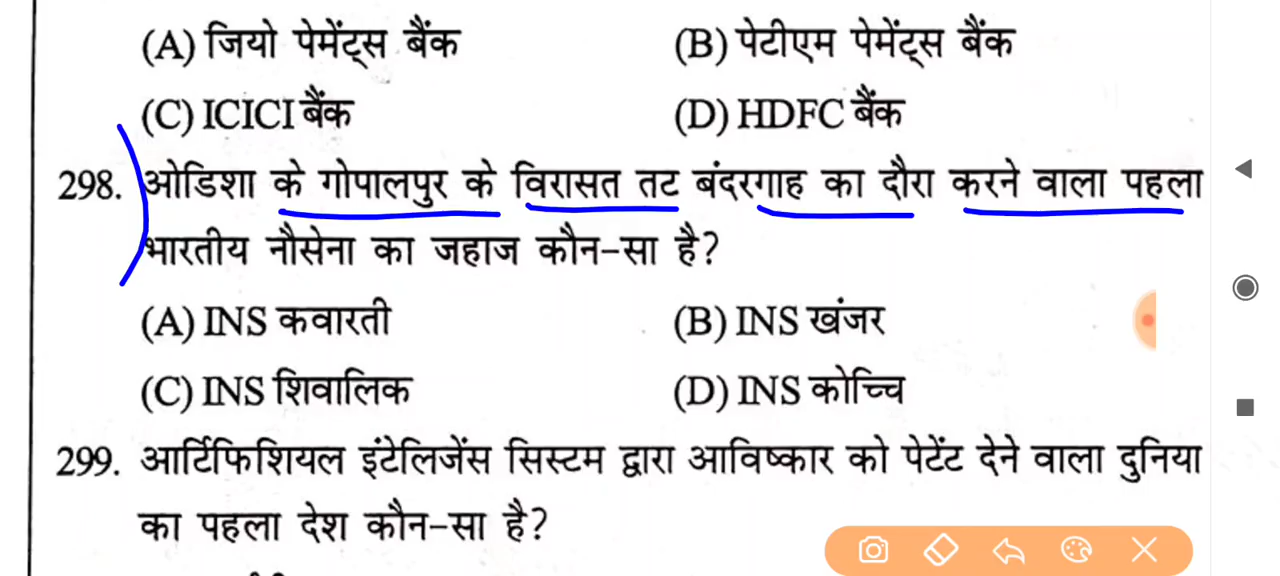 (A) जियो पेमेंट्स बैंक (B) पेटीएम पेमेंट्स बैंक
(C) ICICI बैंक (D) HDFC बैंक
298. ओडिशा के गोपालपुर के विरासत तट बंदरगाह का दौरा करने वाला पहला
भारतीय नौसेना का जहाज कौन-सा है?
(A) INS कवारती (B) INS खंजर
(C) INS शिवालिक (D) INS कोच्चि
299. आर्टिफिशियल इंटेलिजेंस सिस्टम द्वारा आविष्कार को पेटेंट देने वाला दुनिया
का पहला देश कौन-सा है?